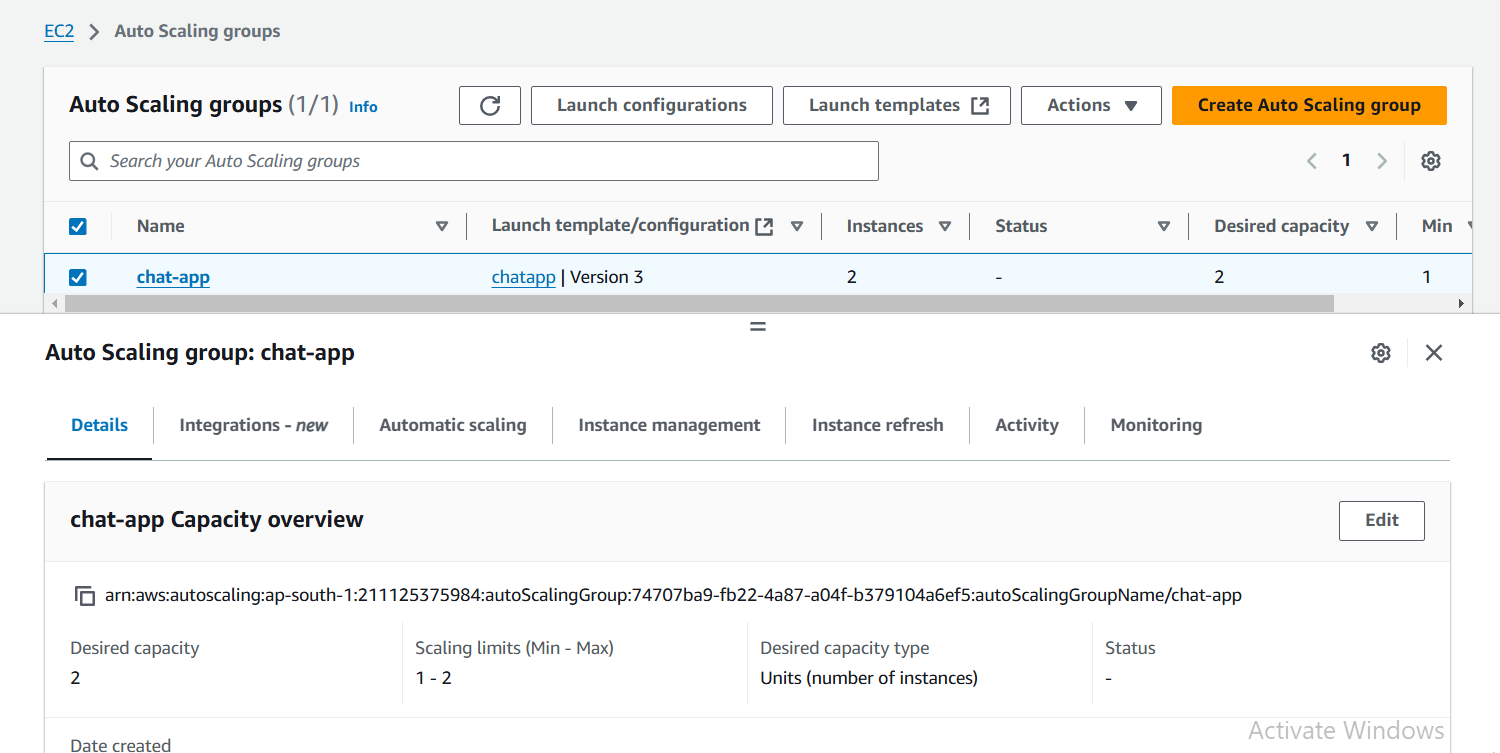 EC2 > Auto Scaling groups
Auto Scaling groups (1/1) Info
Launch configurations
Launch templates
Actions
Create Auto Scaling group
Search your Auto Scaling groups
1
Name Launch template/configuration Instances Status Desired capacity Min
chat-app chatapp | Version 3 2 - 2 1
Auto Scaling group: chat-app
Details Integrations - new Automatic scaling Instance management Instance refresh Activity Monitoring
chat-app Capacity overview
Edit
arn:aws:autoscaling:ap-south-1:211125375984:autoScalingGroup:74707ba9-fb22-4a87-a04f-b379104a6ef5:autoScalingGroupName/chat-app
Desired capacity Scaling limits (Min - Max) Desired capacity type Status
2 1 - 2 Units (number of instances) -
Activate Windows
Date created